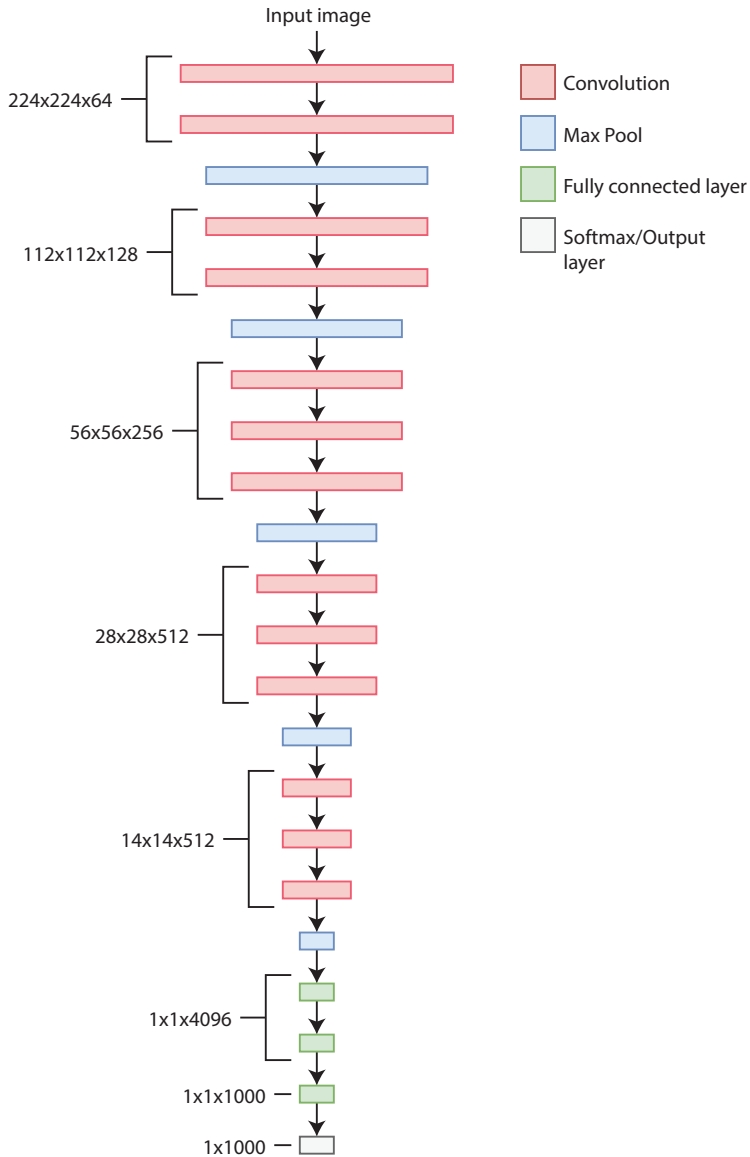 Input image
224x224x64
112x112x128
56x56x256
28x28x512
14x14x512
1x1x4096
1x1x1000
1x1000
Convolution
Max Pool
Fully connected layer
Softmax/Output
layer